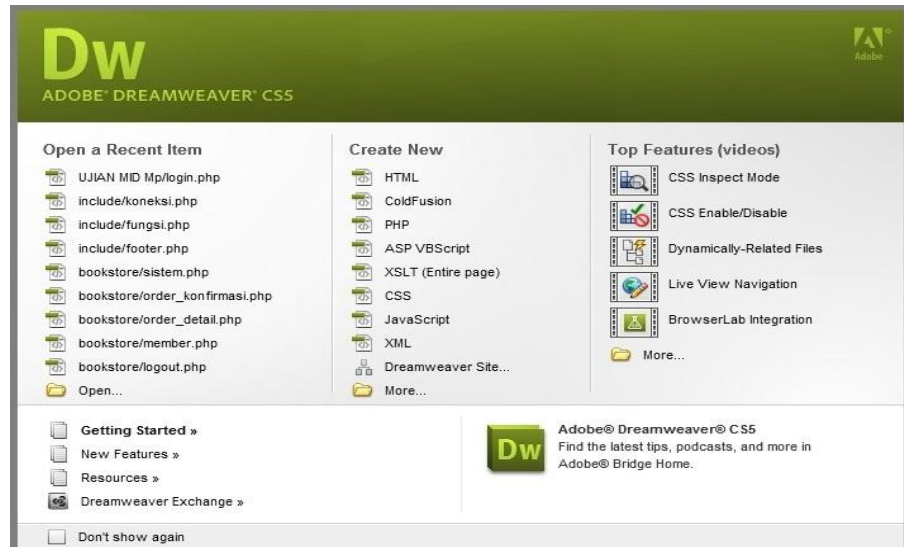 Dw
ADOBE® DREAMWEAVER® CS5
Adobe®
Open a Recent Item
UJIAN MID Mp/login.php
include/koneksi.php
include/fungsi.php
include/footer.php
bookstore/sistem.php
bookstore/order_konfirmasi.php
bookstore/order_detail.php
bookstore/member.php
bookstore/logout.php
Open...
Create New
HTML
ColdFusion
PHP
ASP VBScript
XSLT (Entire page)
CSS
JavaScript
XML
Dreamweaver Site...
More...
Top Features (videos)
CSS Inspect Mode
CSS Enable/Disable
Dynamically-Related Files
Live View Navigation
BrowserLab Integration
More...
Getting Started »
New Features »
Resources »
Dreamweaver Exchange »
Dw
Adobe® Dreamweaver® CS5
Find the latest tips, podcasts, and more in
Adobe® Bridge Home.
Don't show again